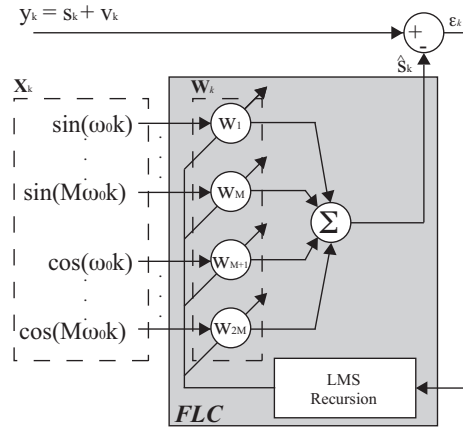 yₖ = sₖ + vₖ
+
-
εₖ
ŝₖ
Xₖ
Wₖ
sin(ω₀k)
W₁
sin(Mω₀k)
W_M
Σ
cos(ω₀k)
W_{M+1}
cos(Mω₀k)
W_{2M}
LMS
Recursion
FLC